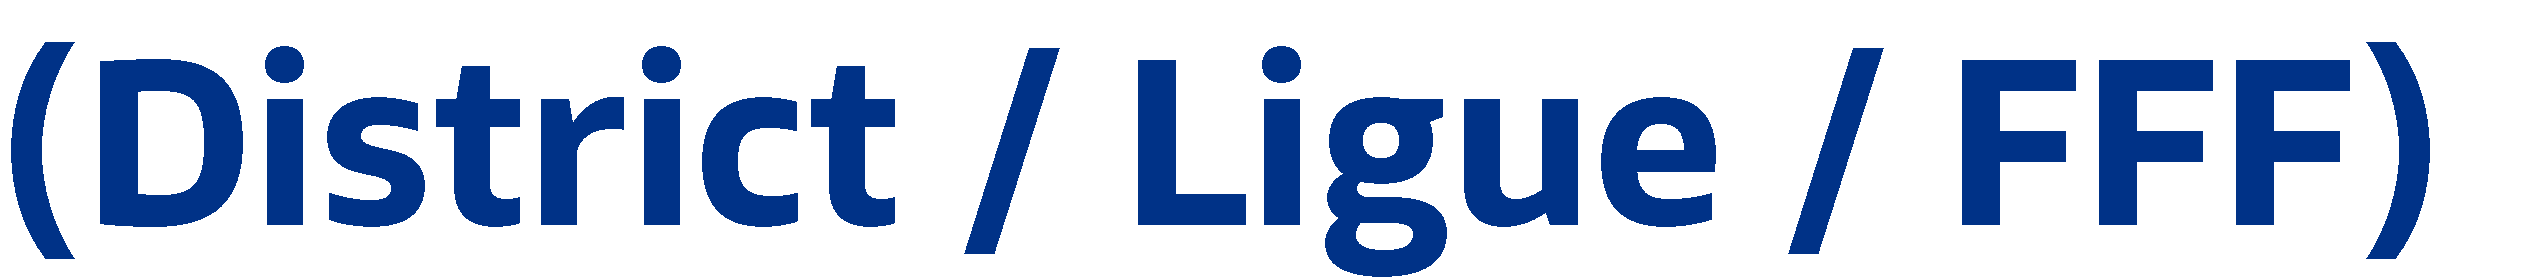 (District / Ligue / FFF)